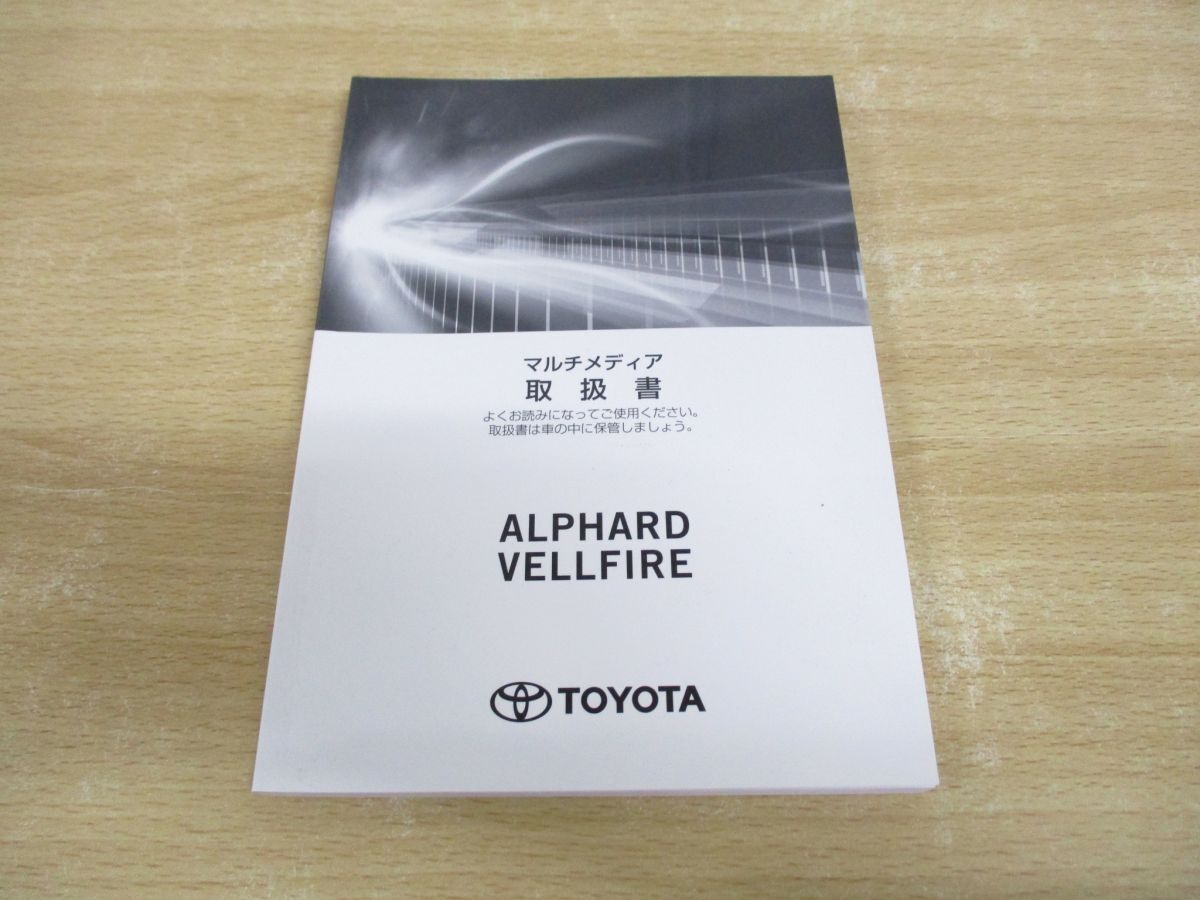 マルチメディア
取扱書
よくお読みになってご使用ください。
取扱書は車の中に保管しましょう。
ALPHARD
VELLFIRE
TOYOTA